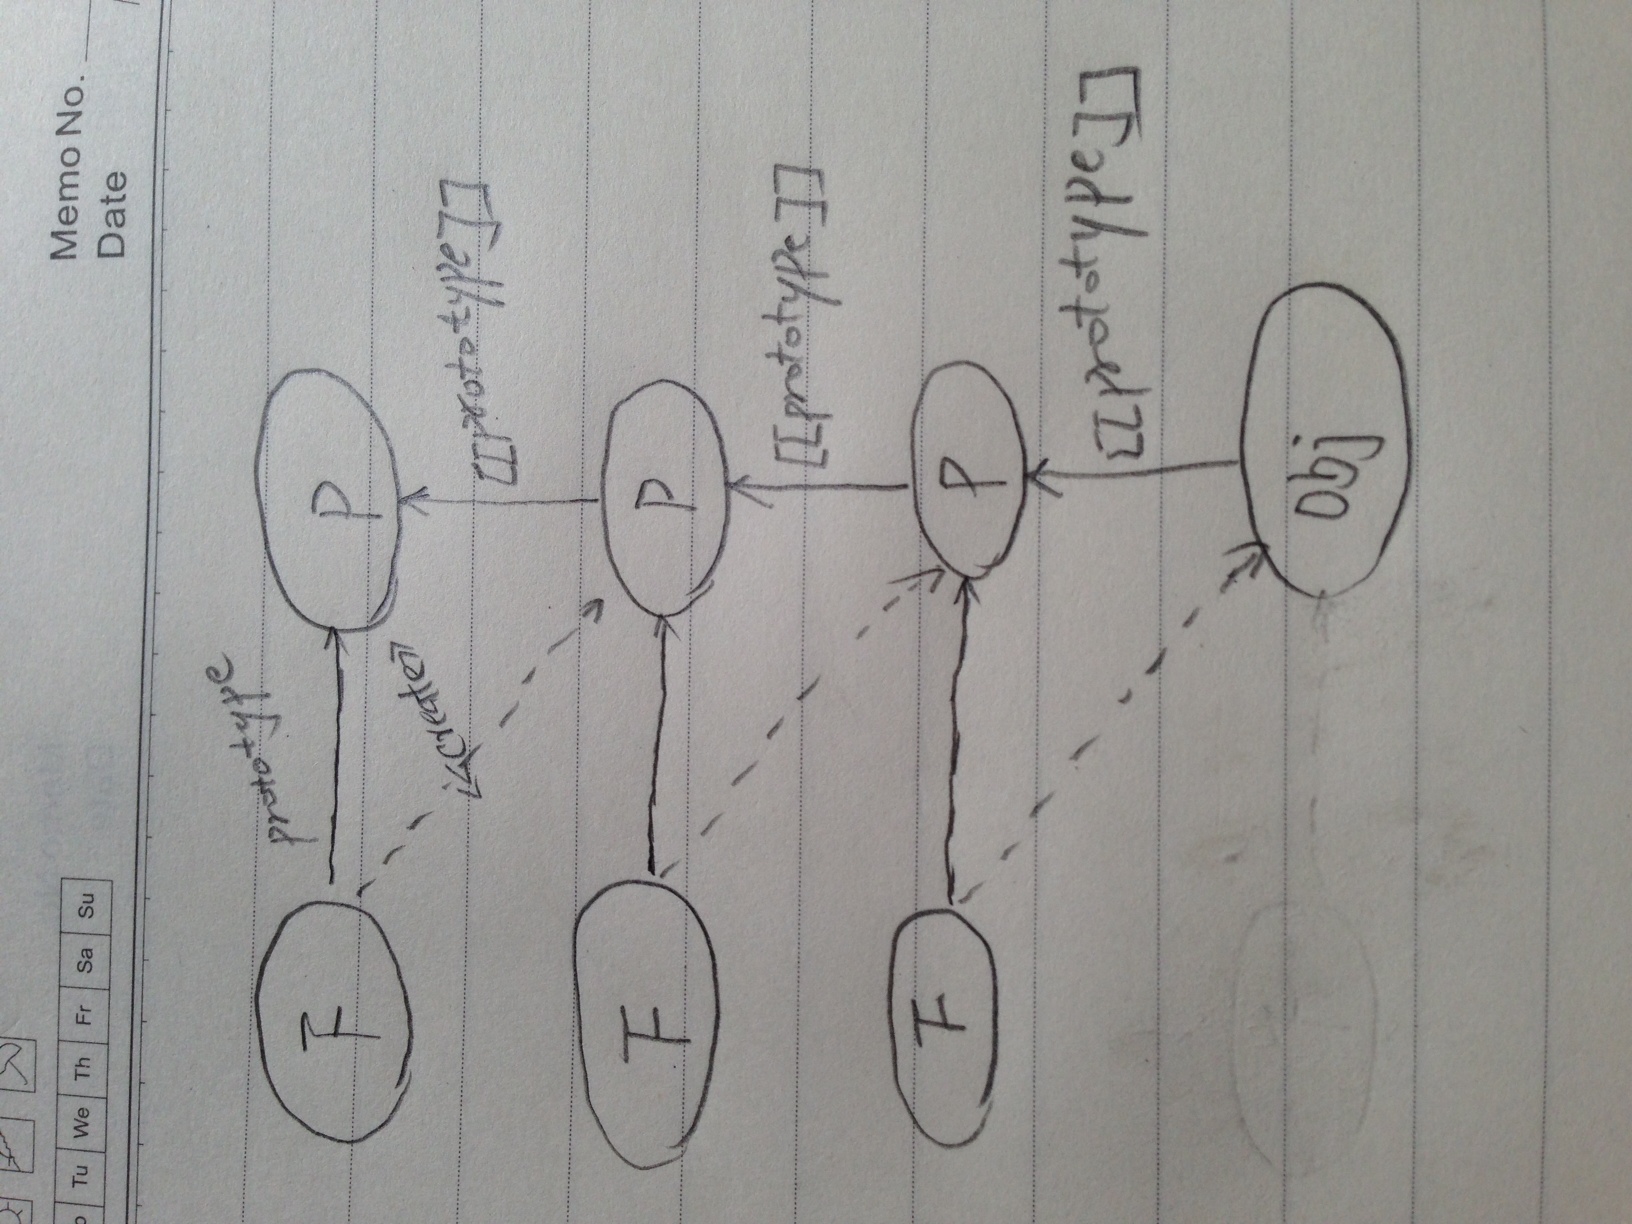 Tu We Th Fr Sa Su
Memo No.
Date
prototype
F
P
<<create>>
[[prototype]]
F
P
[[prototype]]
F
P
[[prototype]]
Obj